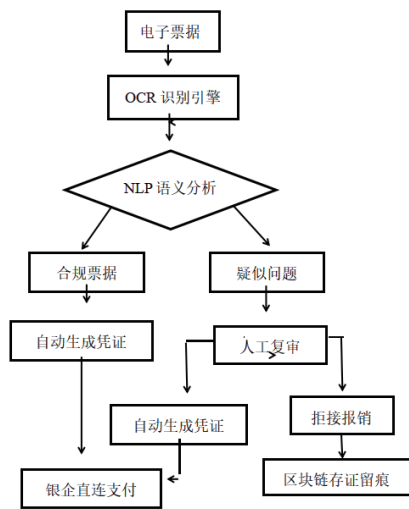 电子票据
OCR 识别引擎
NLP 语义分析
合规票据
疑似问题
自动生成凭证
人工复审
自动生成凭证
拒接报销
银企直连支付
区块链存证留痕